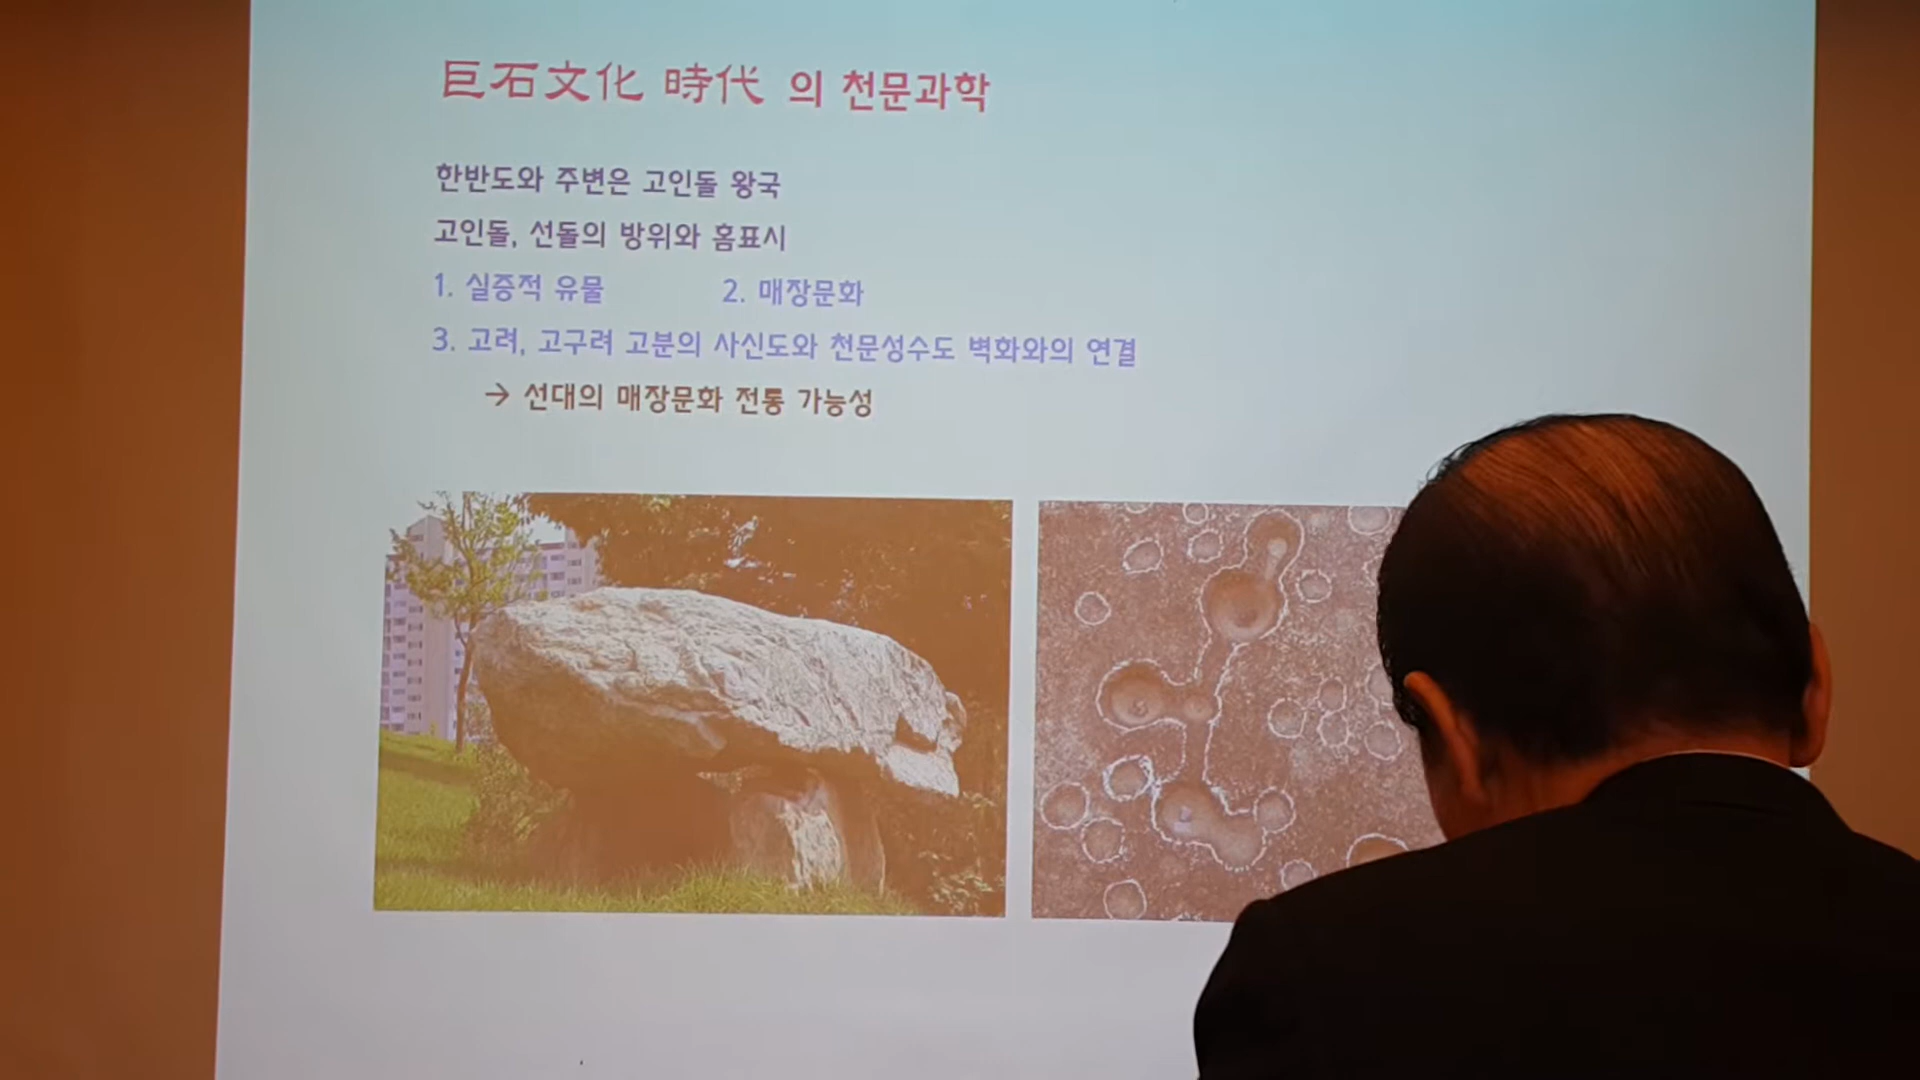 巨石文化 時代 의 천문과학
한반도와 주변은 고인돌 왕국
고인돌, 선돌의 방위와 홈표시
1. 실증적 유물 2. 매장문화
3. 고려, 고구려 고분의 사신도와 천문성수도 벽화와의 연결
→ 선대의 매장문화 전통 가능성